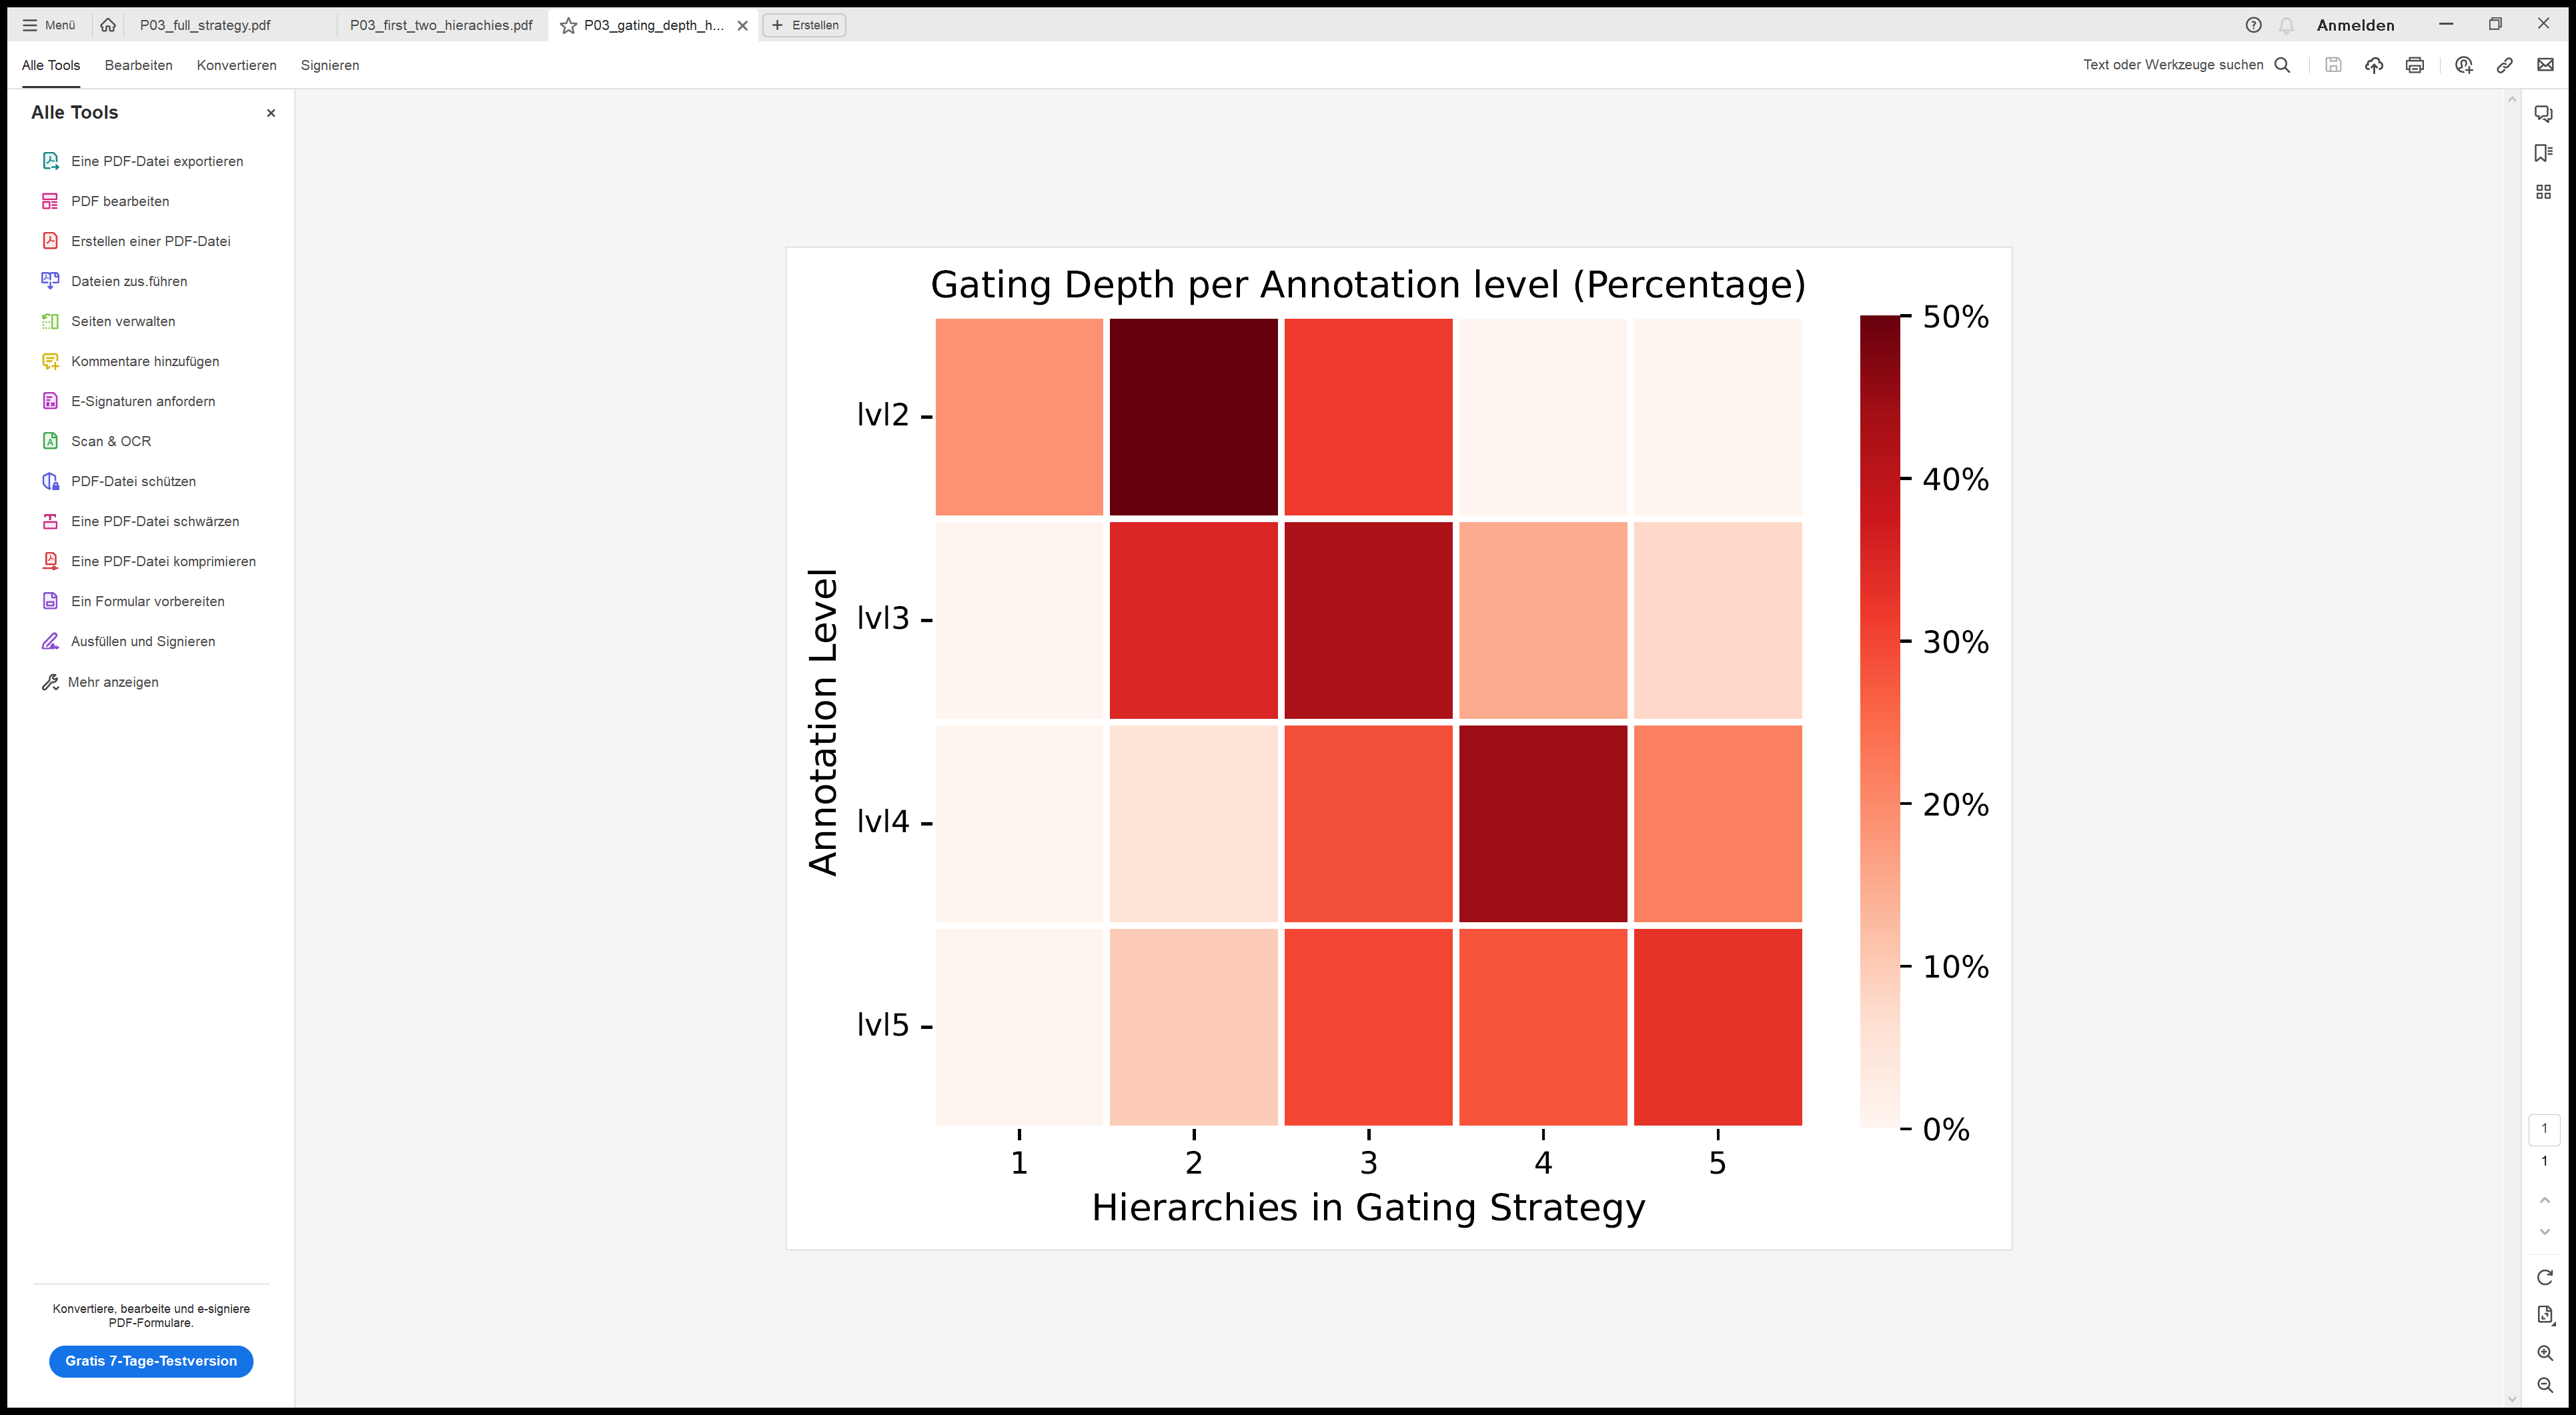 Menü
P03_full_strategy.pdf
P03_first_two_hierachies.pdf
P03_gating_depth_h...
Erstellen
Anmelden
Alle Tools
Bearbeiten
Konvertieren
Signieren
Text oder Werkzeuge suchen
Alle Tools
Eine PDF-Datei exportieren
PDF bearbeiten
Erstellen einer PDF-Datei
Dateien zus.führen
Seiten verwalten
Kommentare hinzufügen
E-Signaturen anfordern
Scan & OCR
PDF-Datei schützen
Eine PDF-Datei schwärzen
Eine PDF-Datei komprimieren
Ein Formular vorbereiten
Ausfüllen und Signieren
Mehr anzeigen
Konvertiere, bearbeite und e-signiere
PDF-Formulare.
Gratis 7-Tage-Testversion
Gating Depth per Annotation level (Percentage)
Annotation Level
lvl2
lvl3
lvl4
lvl5
1
2
3
4
5
Hierarchies in Gating Strategy
50%
40%
30%
20%
10%
0%
1
1